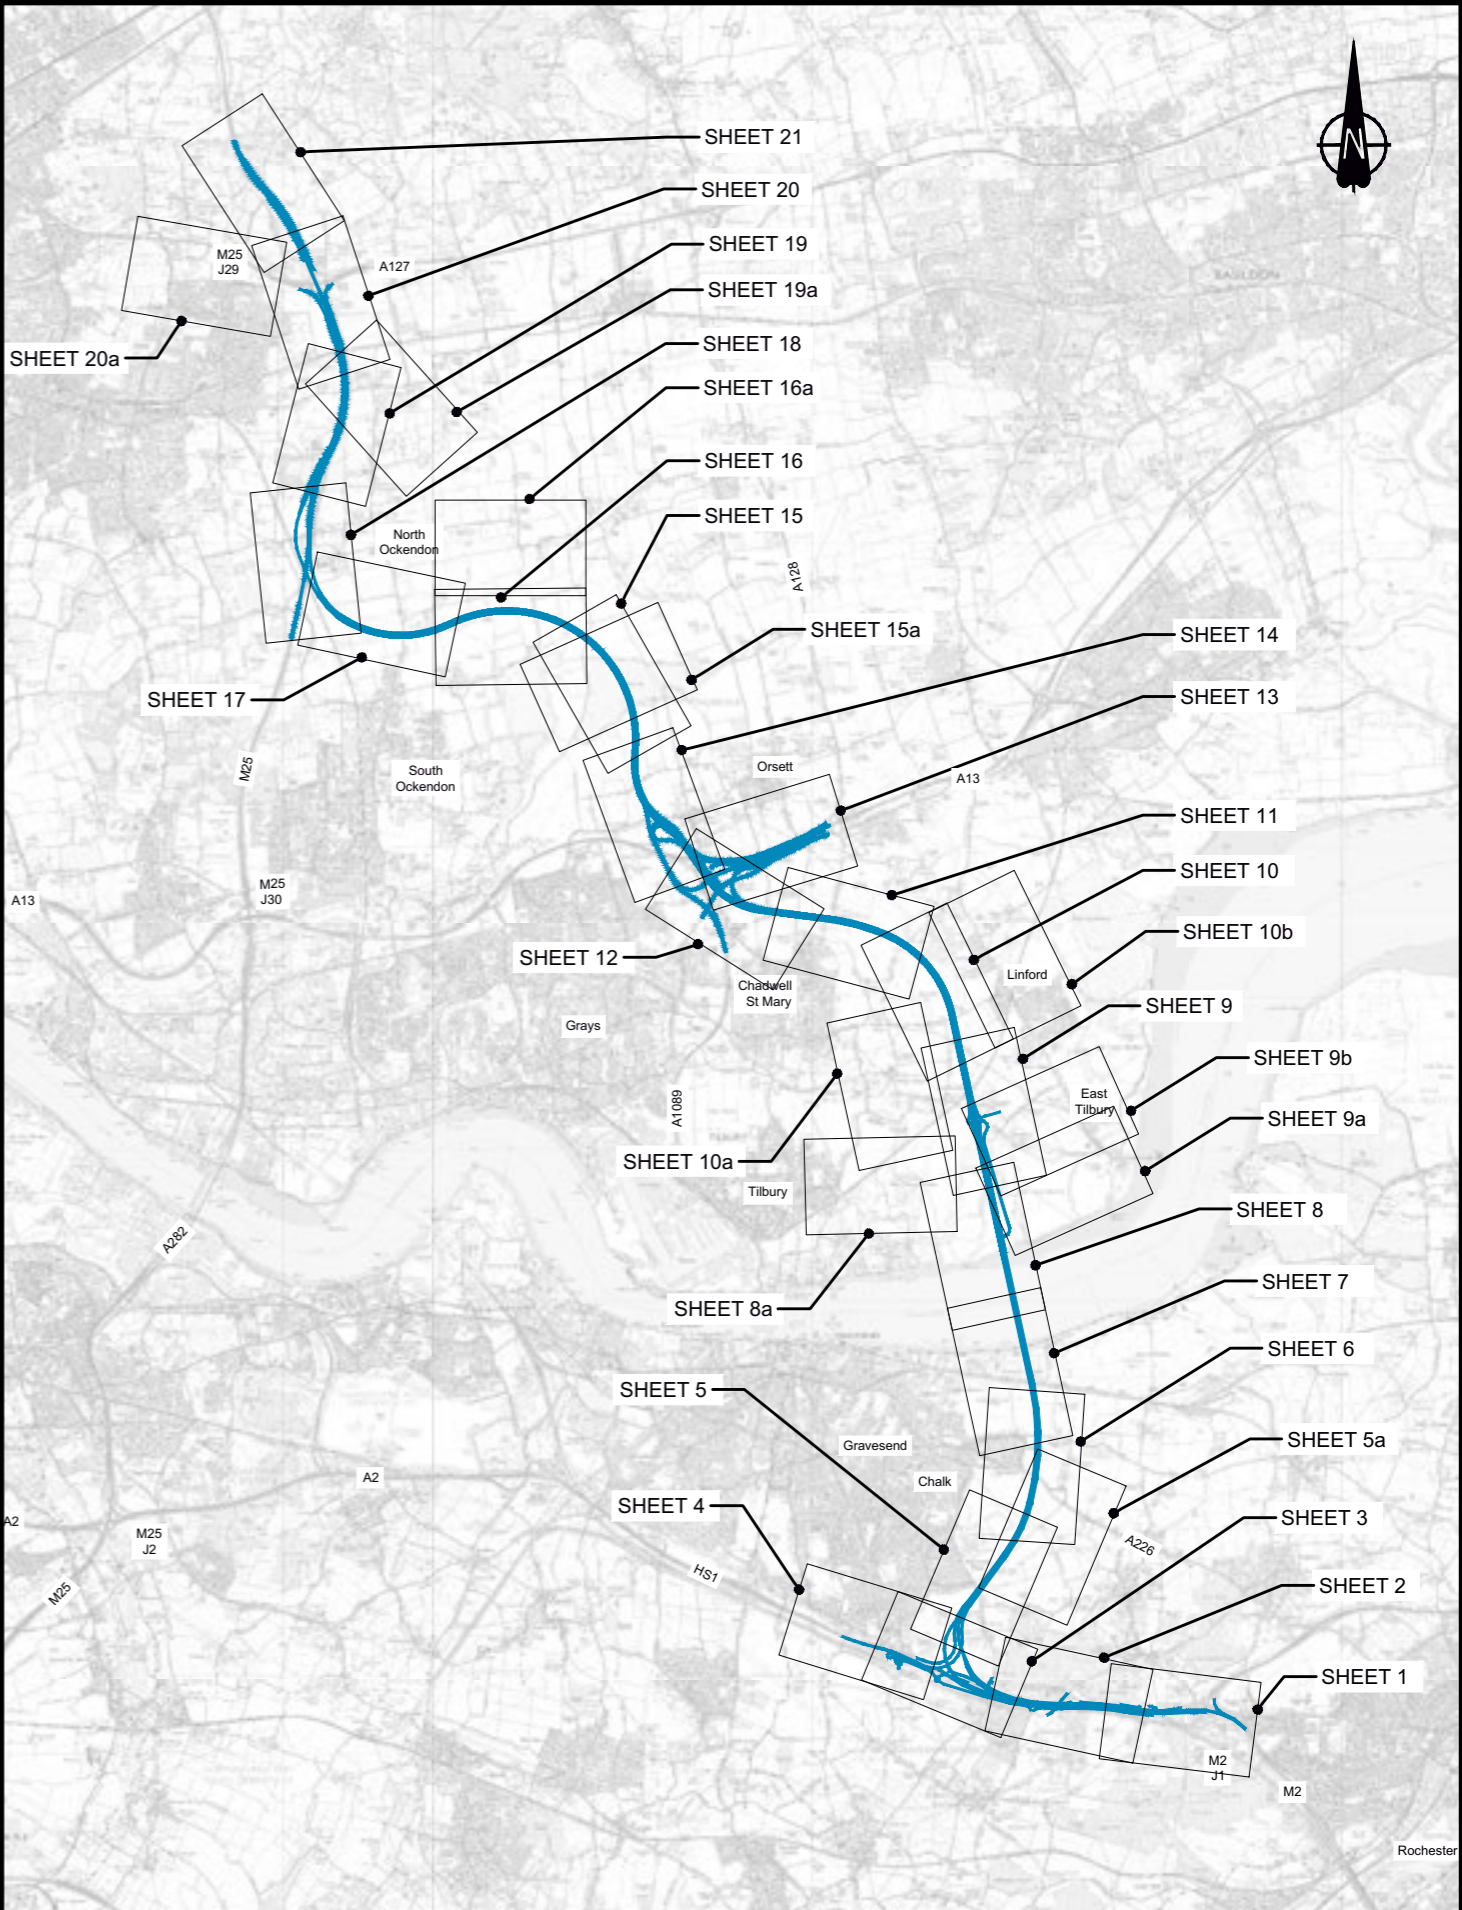 SHEET 21
SHEET 20
SHEET 19
M25
J29
A127
SHEET 19a
BASILDON
SHEET 18
SHEET 20a
SHEET 16a
SHEET 16
SHEET 15
North
Ockendon
A128
SHEET 15a
SHEET 14
SHEET 17
SHEET 13
M25
South
Ockendon
Orsett
A13
SHEET 11
SHEET 10
M25
J30
A13
SHEET 10b
SHEET 12
Linford
Chadwell
St Mary
SHEET 9
Grays
SHEET 9b
East
Tilbury
A1089
SHEET 9a
SHEET 10a
Tilbury
SHEET 8
A282
SHEET 7
SHEET 8a
SHEET 6
SHEET 5
SHEET 5a
Gravesend
A2
Chalk
SHEET 4
SHEET 3
A2
M25
J2
A226
HS1
SHEET 2
M25
SHEET 1
M2
J1
M2
Rochester
N